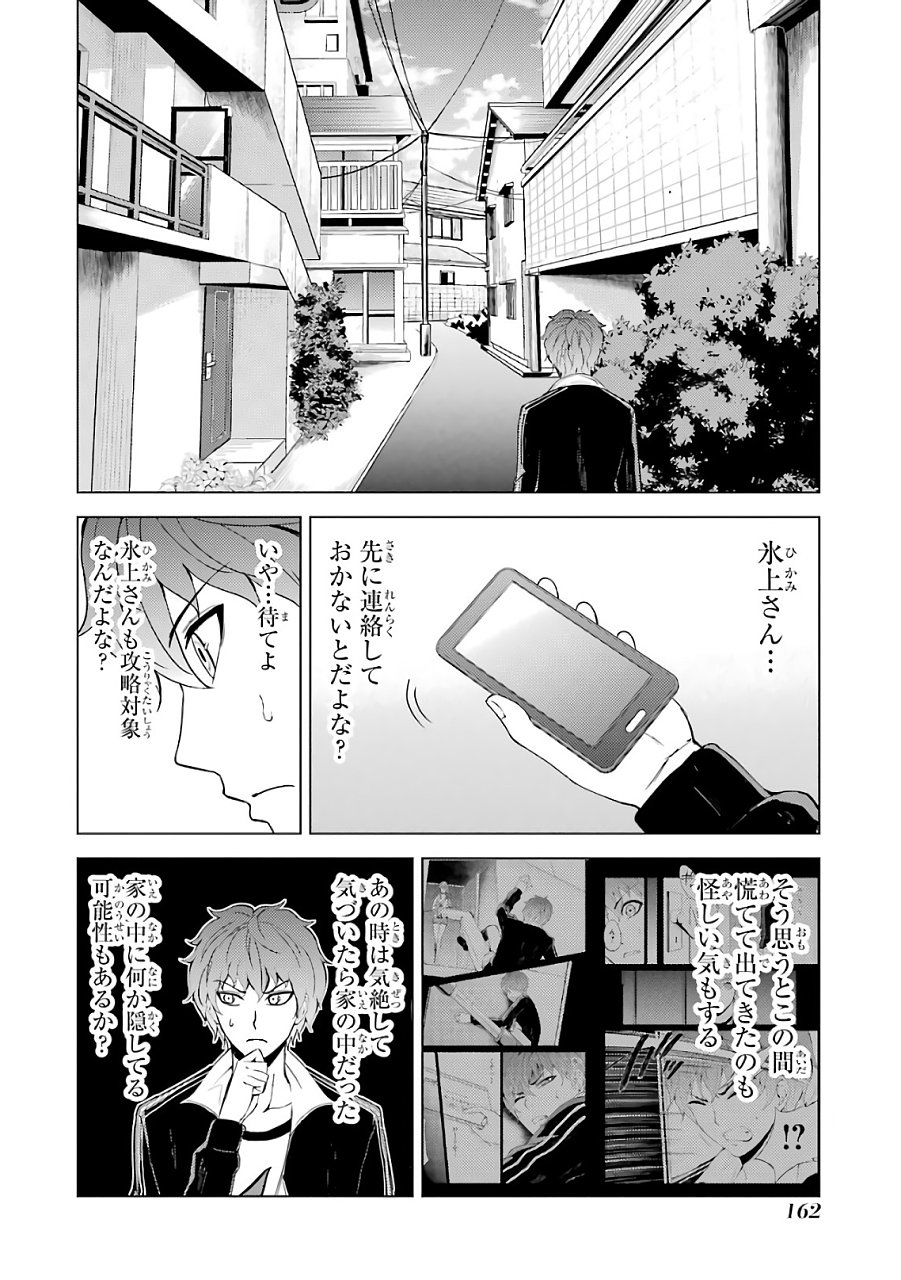 氷上さん…
先に連絡して
おかないとだよな?
いや…待てよ
氷上さんも攻略対象
なんだよな?
そう思うとこの間
慌てて出てきたのも
怪しい気もする
!?
あの時は気絶して
気づいたら家の中だった
家の中に何か隠してる
可能性もあるか?
162